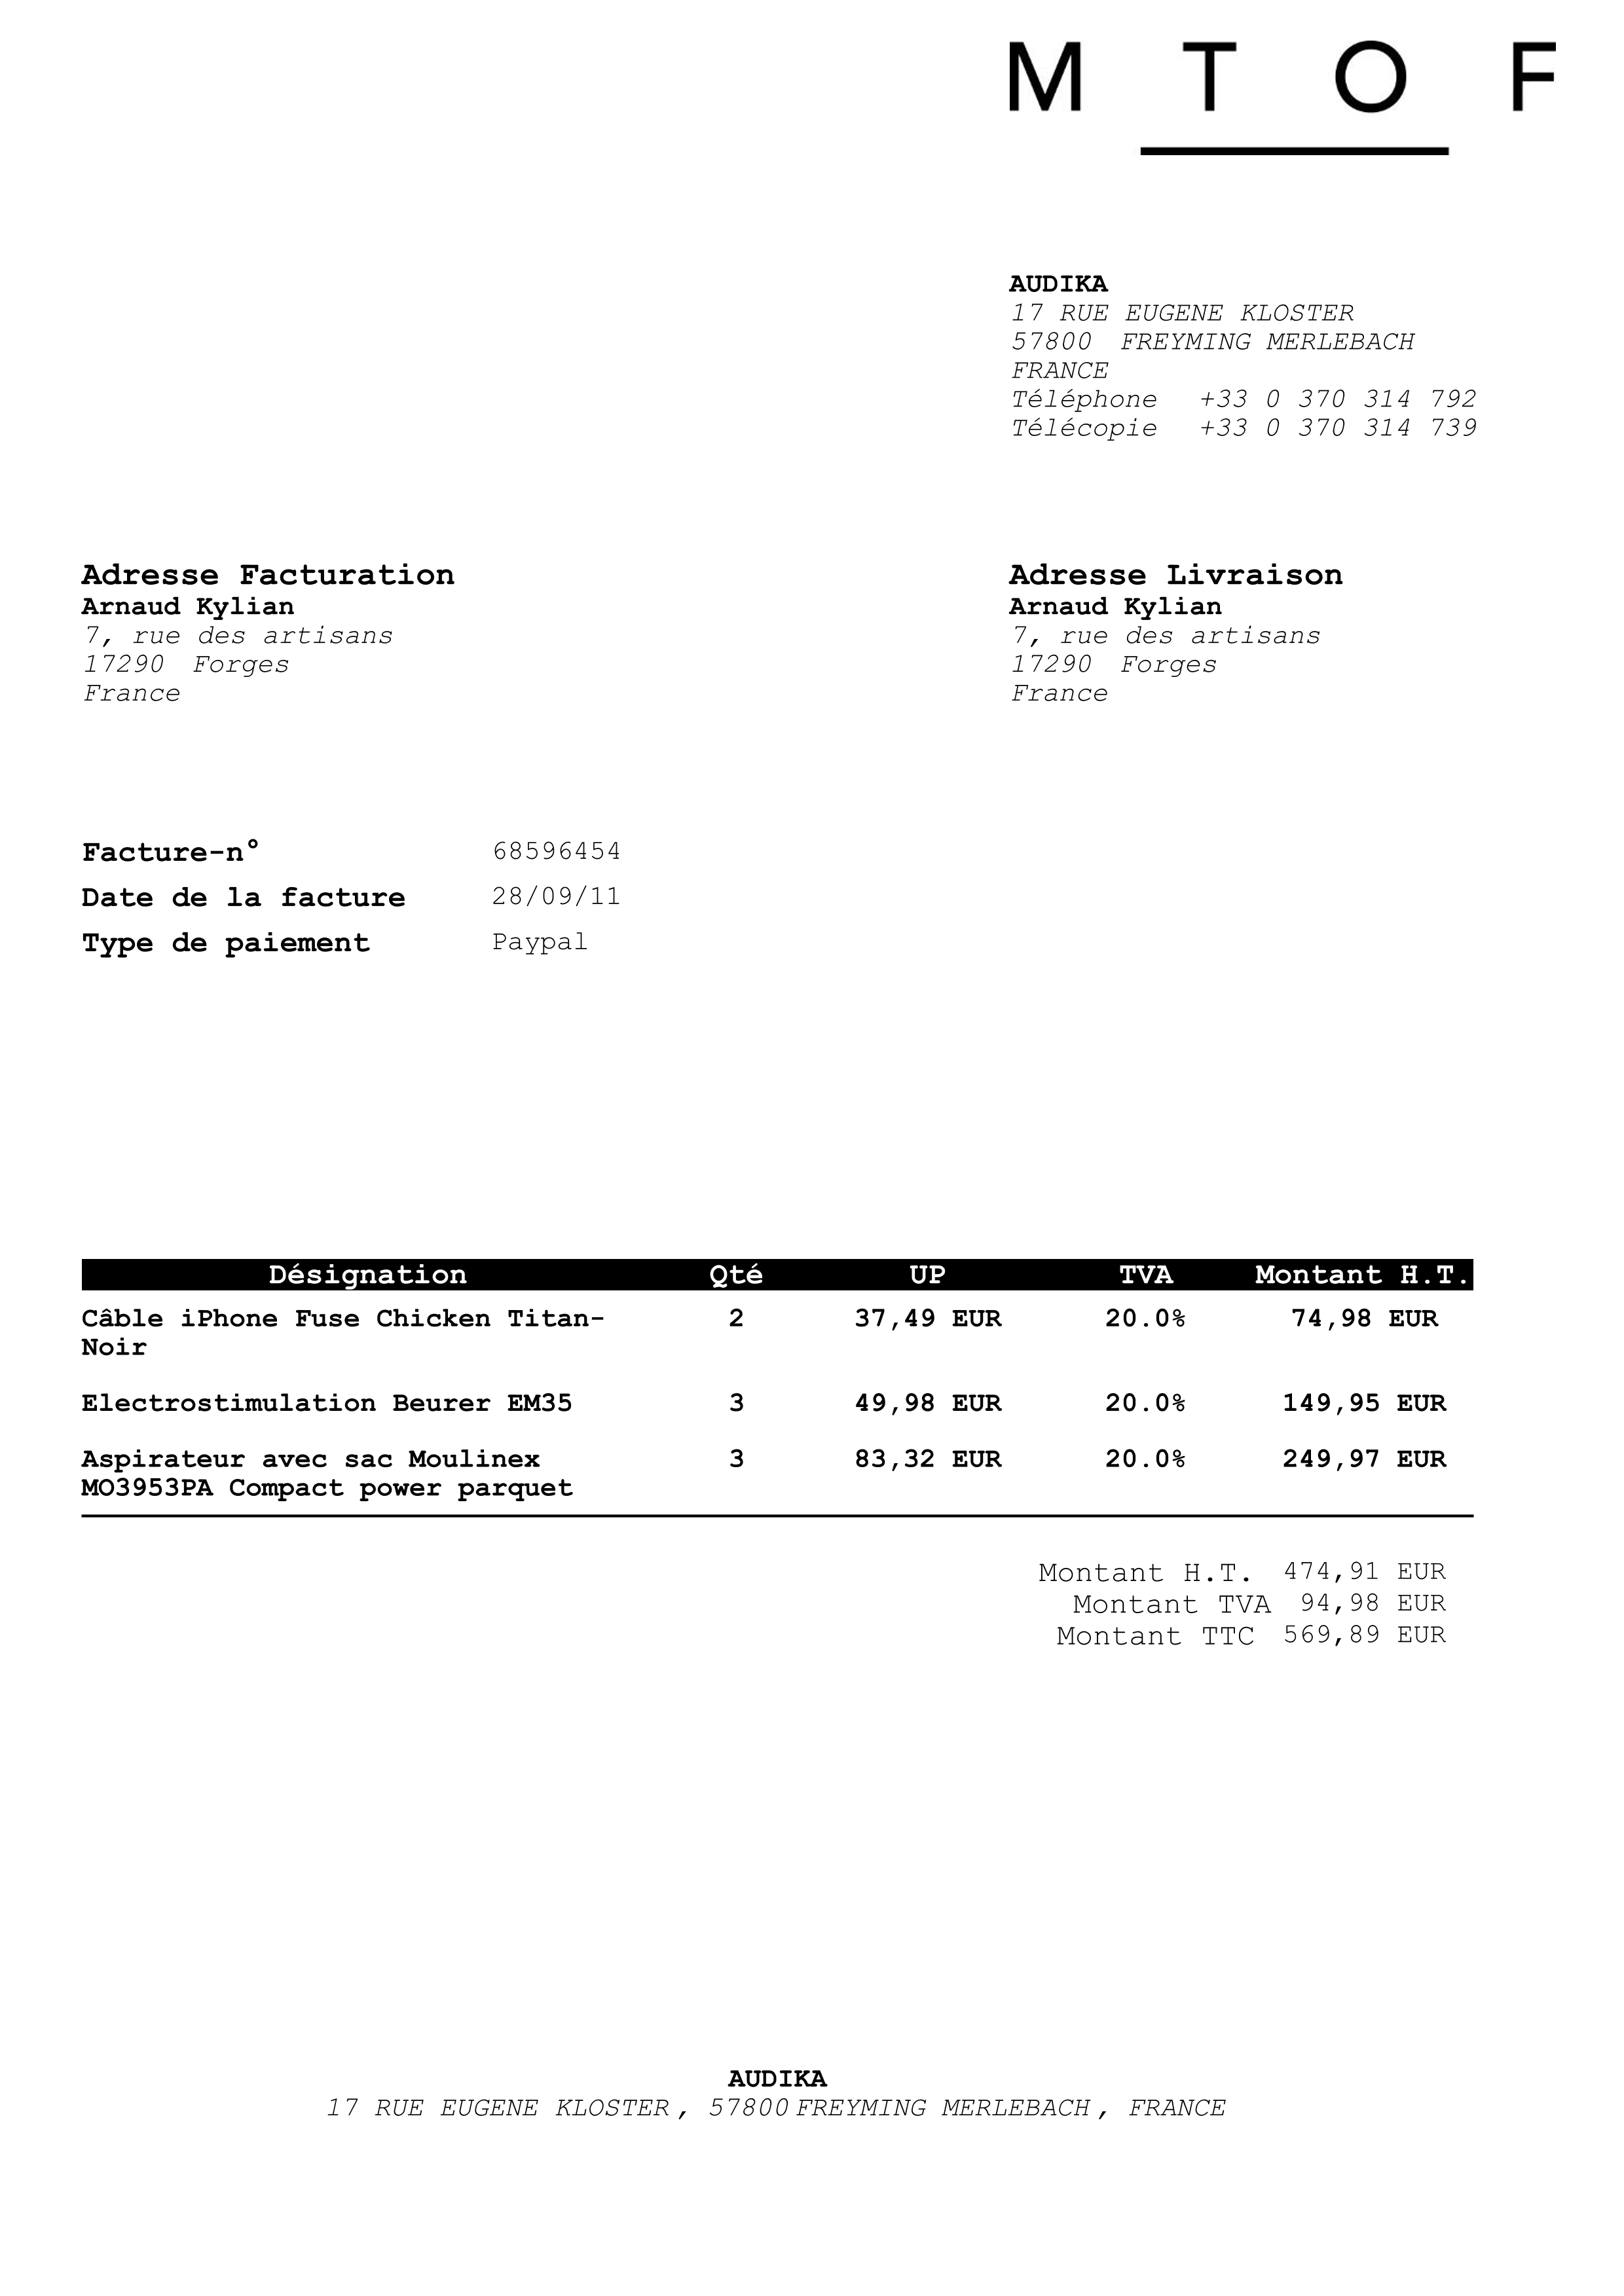 M T O F
AUDIKA
17 RUE EUGENE KLOSTER
57800 FREYMING MERLEBACH
FRANCE
Téléphone +33 0 370 314 792
Télécopie +33 0 370 314 739
Adresse Facturation
Arnaud Kylian
7, rue des artisans
17290 Forges
France
Adresse Livraison
Arnaud Kylian
7, rue des artisans
17290 Forges
France
Facture-n° 68596454
Date de la facture 28/09/11
Type de paiement Paypal
Désignation Qté UP TVA Montant H.T.
Câble iPhone Fuse Chicken Titan- 2 37,49 EUR 20.0% 74,98 EUR
Noir
Electrostimulation Beurer EM35 3 49,98 EUR 20.0% 149,95 EUR
Aspirateur avec sac Moulinex 3 83,32 EUR 20.0% 249,97 EUR
MO3953PA Compact power parquet
Montant H.T. 474,91 EUR
Montant TVA 94,98 EUR
Montant TTC 569,89 EUR
AUDIKA
17 RUE EUGENE KLOSTER, 57800 FREYMING MERLEBACH, FRANCE